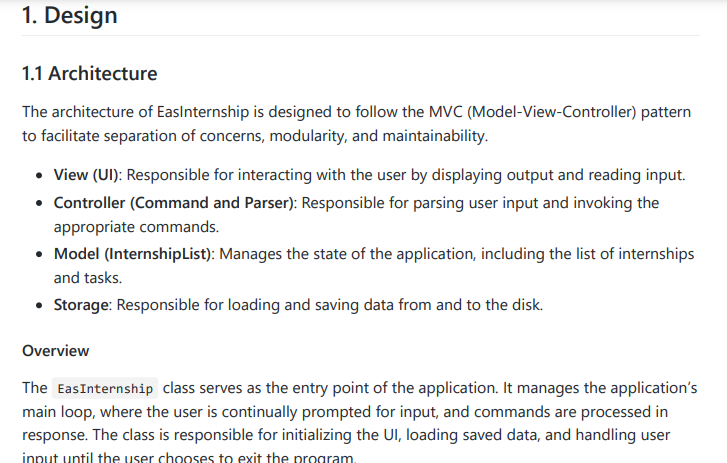 1. Design
1.1 Architecture
The architecture of EasInternship is designed to follow the MVC (Model-View-Controller) pattern
to facilitate separation of concerns, modularity, and maintainability.
• View (UI): Responsible for interacting with the user by displaying output and reading input.
• Controller (Command and Parser): Responsible for parsing user input and invoking the
appropriate commands.
• Model (InternshipList): Manages the state of the application, including the list of internships
and tasks.
• Storage: Responsible for loading and saving data from and to the disk.
Overview
The EasInternship class serves as the entry point of the application. It manages the application’s
main loop, where the user is continually prompted for input, and commands are processed in
response. The class is responsible for initializing the UI, loading saved data, and handling user
input until the user chooses to exit the program.